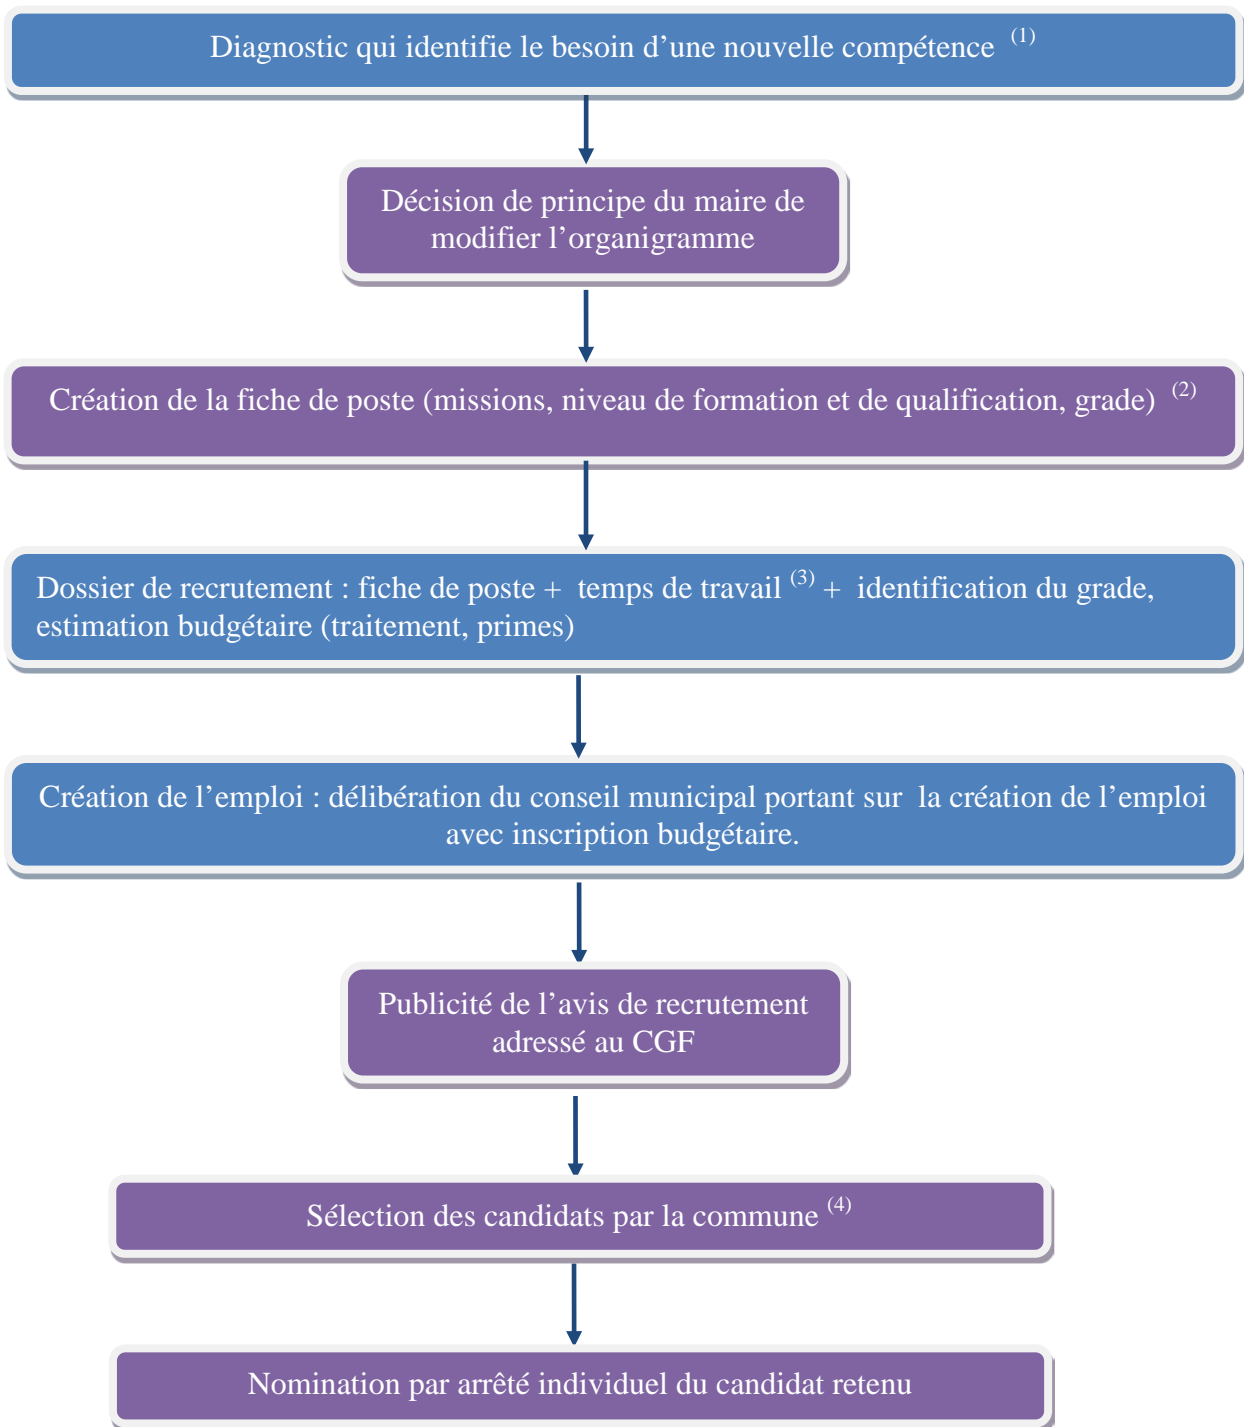 Diagnostic qui identifie le besoin d’une nouvelle compétence (1)
Décision de principe du maire de
modifier l’organigramme
Création de la fiche de poste (missions, niveau de formation et de qualification, grade) (2)
Dossier de recrutement : fiche de poste + temps de travail (3) + identification du grade,
estimation budgétaire (traitement, primes)
Création de l’emploi : délibération du conseil municipal portant sur la création de l’emploi
avec inscription budgétaire.
Publicité de l’avis de recrutement
adressé au CGF
Sélection des candidats par la commune (4)
Nomination par arrêté individuel du candidat retenu